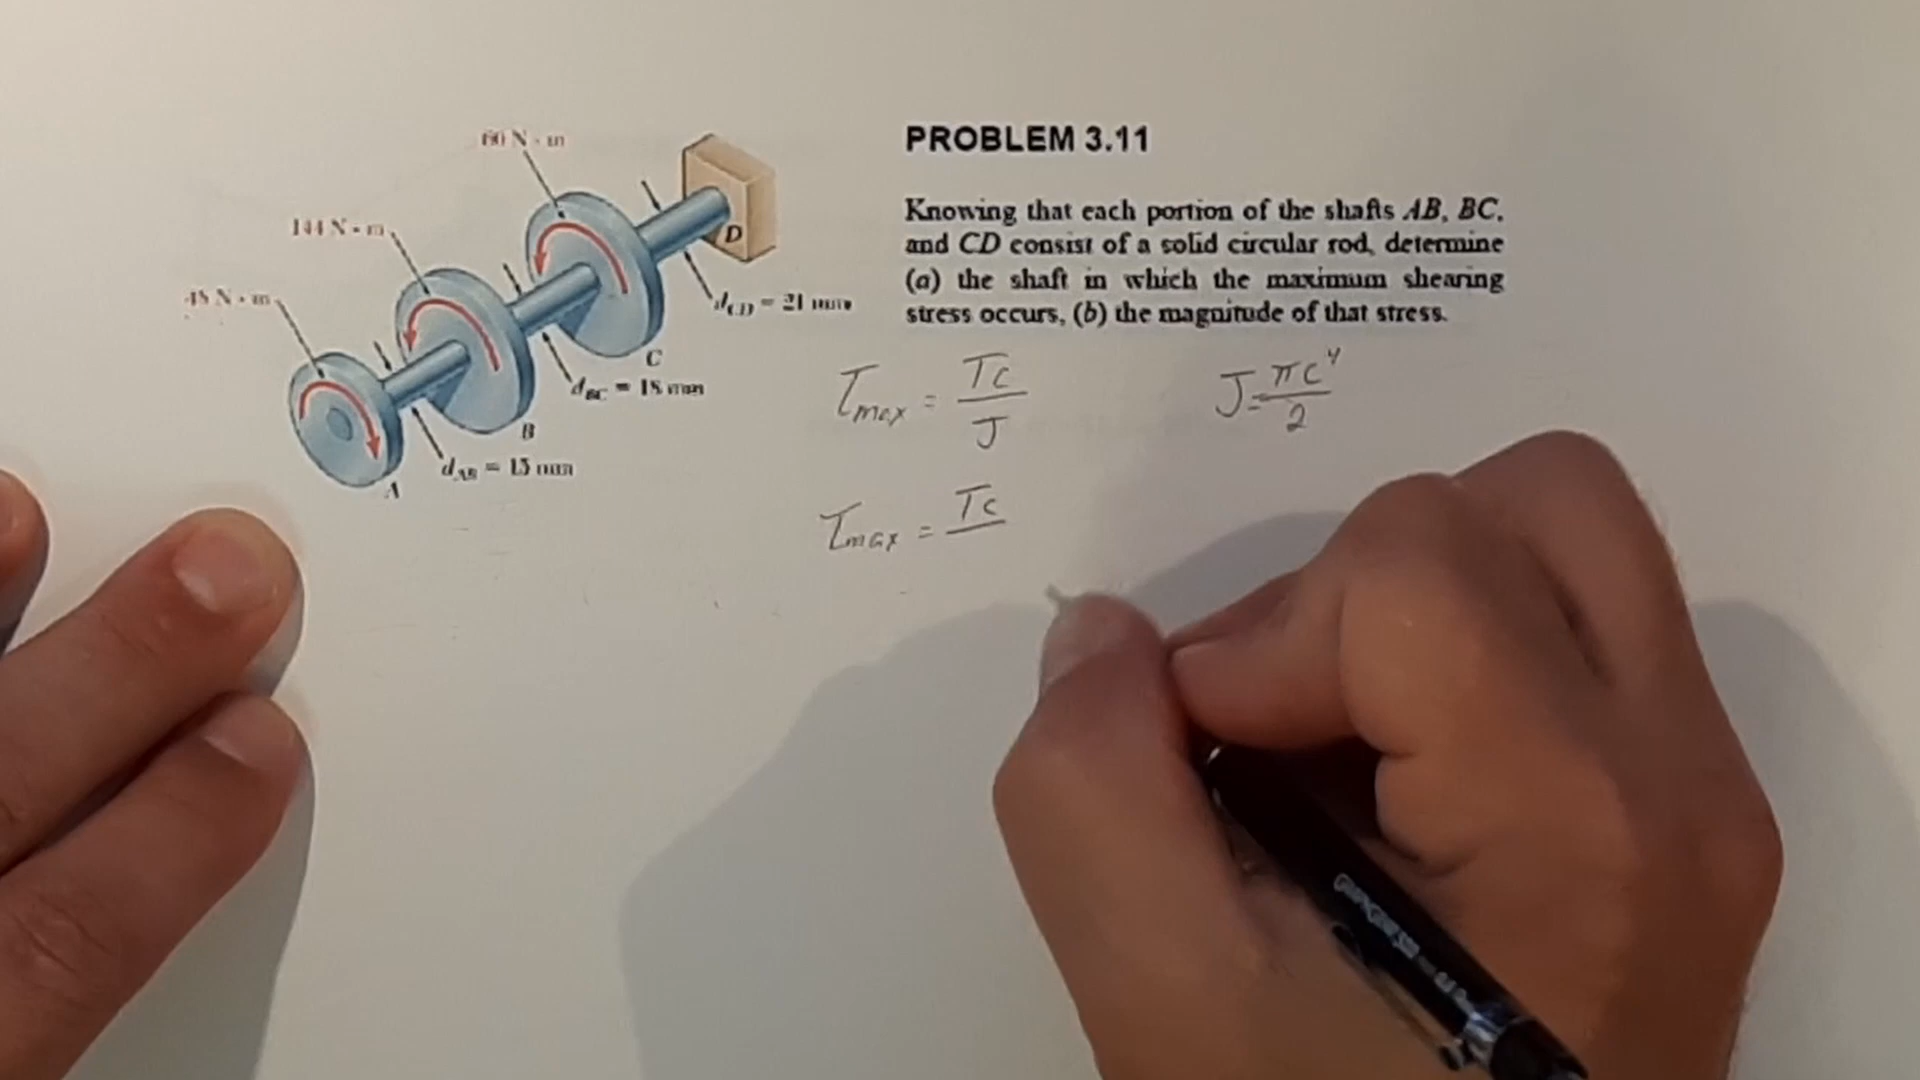 60 N · m
PROBLEM 3.11
144 N · m
Knowing that each portion of the shafts AB, BC,
and CD consist of a solid circular rod, determine
(a) the shaft in which the maximum shearing
stress occurs, (b) the magnitude of that stress.
48 N · m
D
d_CD = 21 mm
C
d_BC = 18 mm
B
d_AB = 15 mm
A
τmax = Tc / J
J = πc⁴ / 2
τmax = Tc